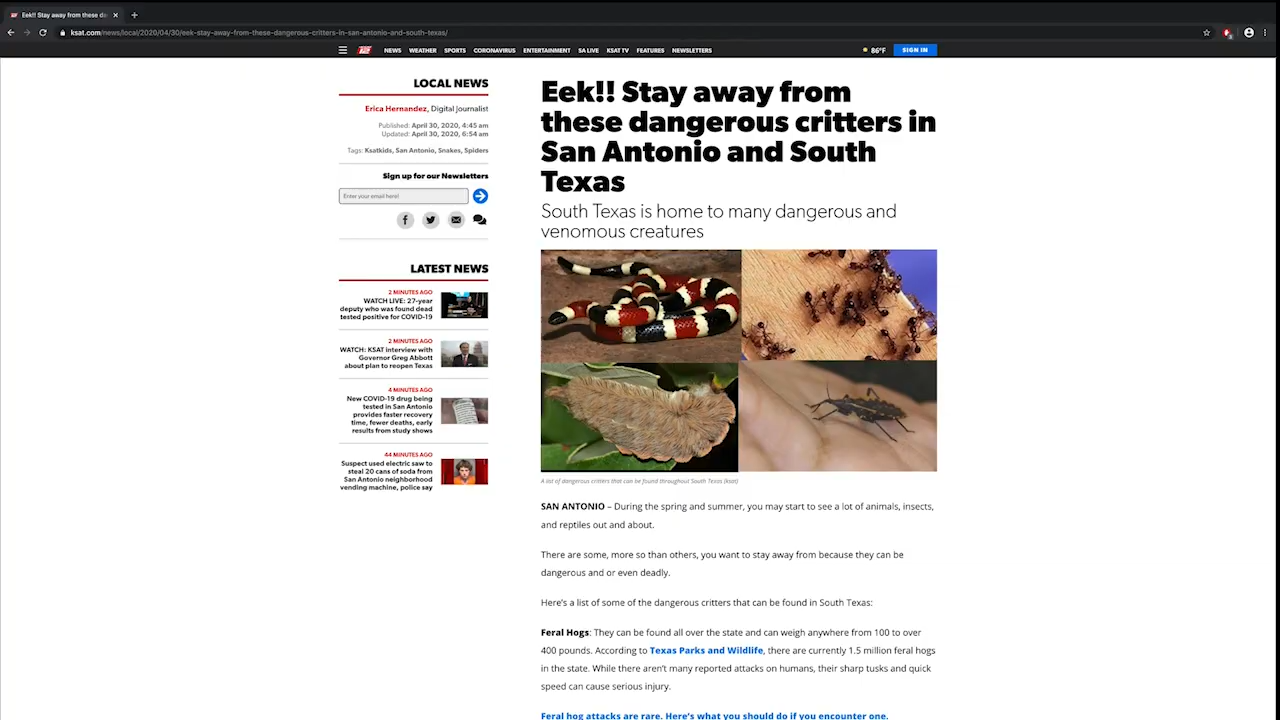 Eek!! Stay away from these da
ksat.com/news/local/2020/04/30/eek-stay-away-from-these-dangerous-critters-in-san-antonio-and-south-texas/
NEWS WEATHER SPORTS CORONAVIRUS ENTERTAINMENT SA LIVE KSAT TV FEATURES NEWSLETTERS
86°F SIGN IN
LOCAL NEWS
Erica Hernandez, Digital Journalist
Published: April 30, 2020, 4:45 am
Updated: April 30, 2020, 6:54 am
Tags: Ksatkids, San Antonio, Snakes, Spiders
Sign up for our Newsletters
Enter your email here!
LATEST NEWS
2 MINUTES AGO
WATCH LIVE: 27-year
deputy who was found dead
tested positive for COVID-19
2 MINUTES AGO
WATCH: KSAT interview with
Governor Greg Abbott
about plan to reopen Texas
4 MINUTES AGO
New COVID-19 drug being
tested in San Antonio
provides faster recovery
time, fewer deaths, early
results from study shows
44 MINUTES AGO
Suspect used electric saw to
steal 20 cans of soda from
San Antonio neighborhood
vending machine, police say
Eek!! Stay away from
these dangerous critters in
San Antonio and South
Texas
South Texas is home to many dangerous and
venomous creatures
A list of dangerous critters that can be found throughout South Texas (ksat)
SAN ANTONIO – During the spring and summer, you may start to see a lot of animals, insects,
and reptiles out and about.
There are some, more so than others, you want to stay away from because they can be
dangerous and or even deadly.
Here's a list of some of the dangerous critters that can be found in South Texas:
Feral Hogs: They can be found all over the state and can weigh anywhere from 100 to over
400 pounds. According to Texas Parks and Wildlife, there are currently 1.5 million feral hogs
in the state. While there aren't many reported attacks on humans, their sharp tusks and quick
speed can cause serious injury.
Feral hog attacks are rare. Here's what you should do if you encounter one.